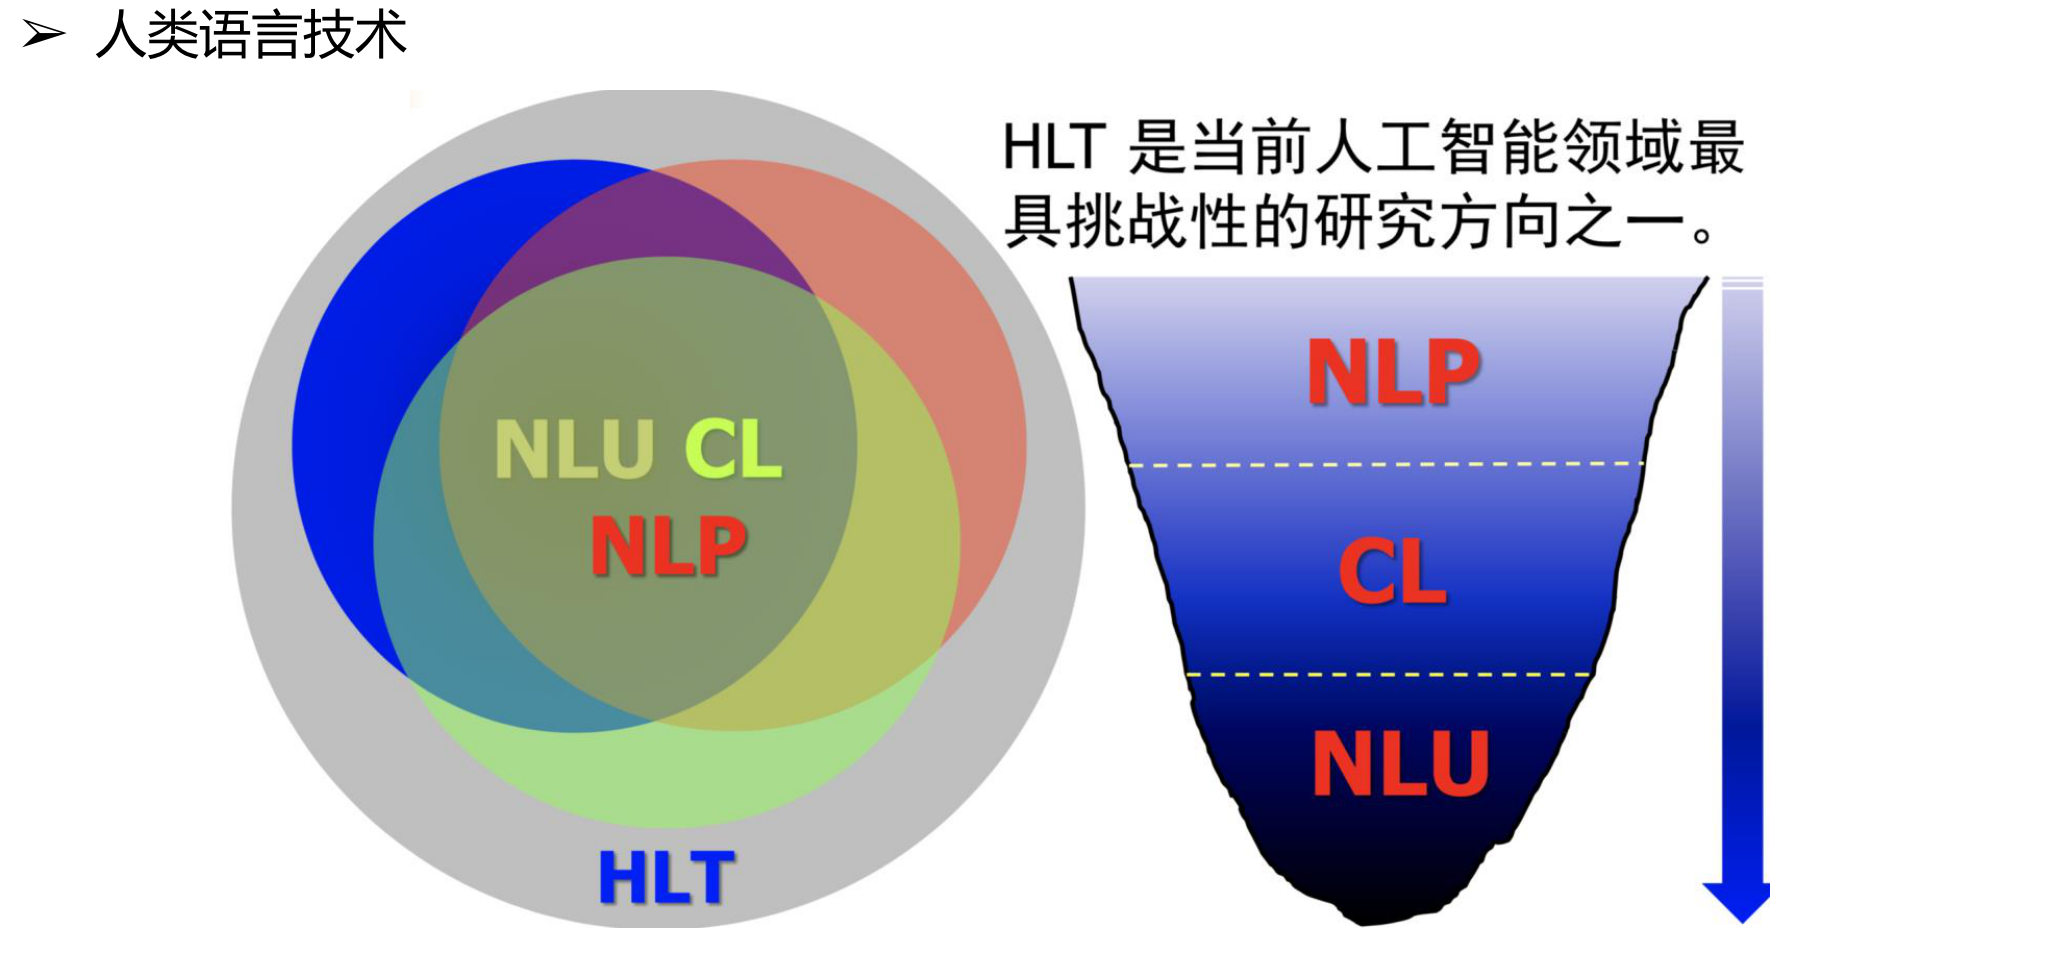 ➢ 人类语言技术
HLT 是当前人工智能领域最
具挑战性的研究方向之一。
NLU CL
NLP
HLT
NLP
CL
NLU